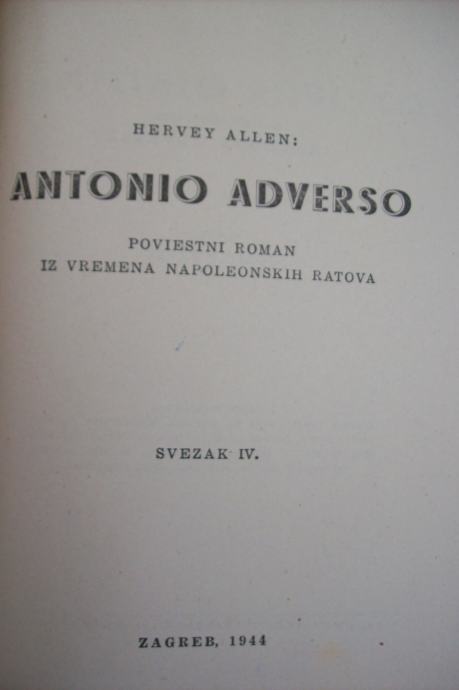 HERVEY ALLEN:
ANTONIO ADVERSO
POVIESTNI ROMAN
IZ VREMENA NAPOLEONSKIH RATOVA
SVEZAK IV.
ZAGREB, 1944